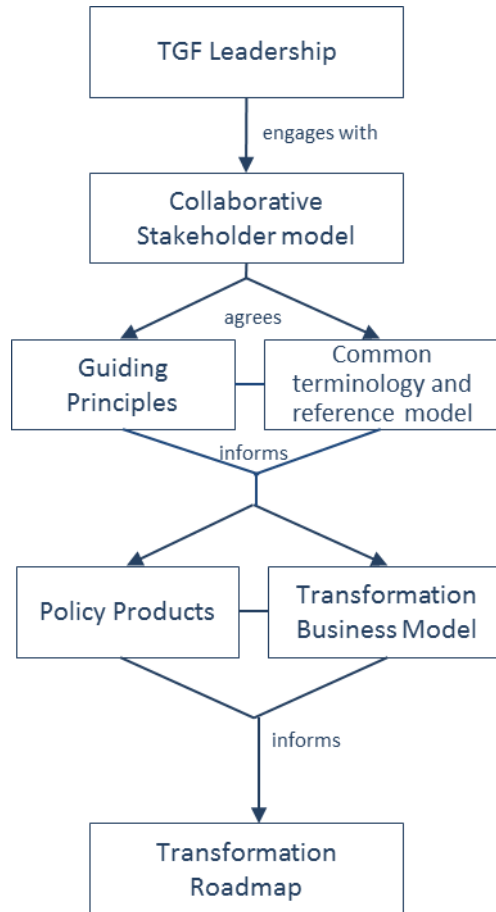 TGF Leadership
engages with
Collaborative
Stakeholder model
agrees
Guiding
Principles
Common
terminology and
reference model
informs
Policy Products
Transformation
Business Model
informs
Transformation
Roadmap